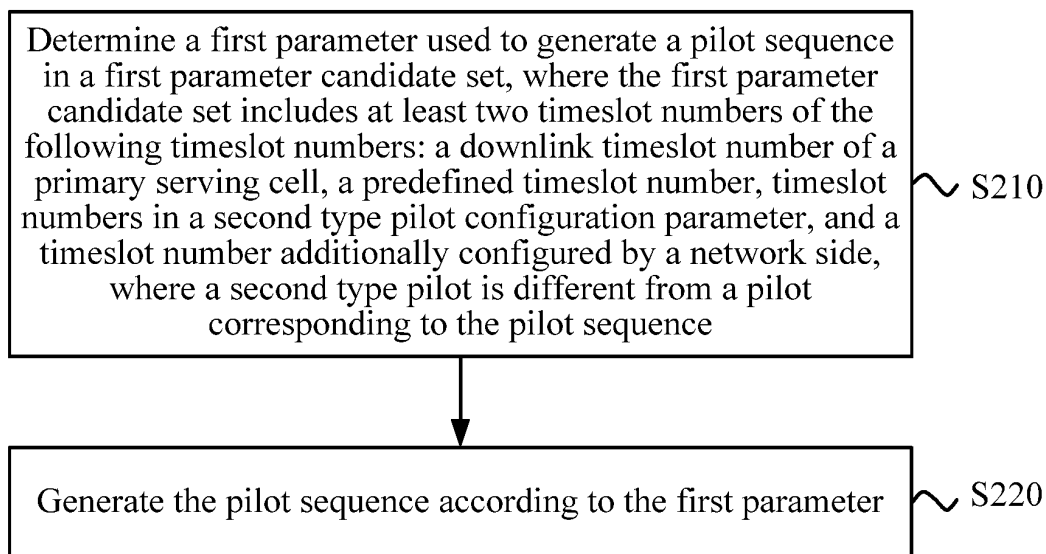 Determine a first parameter used to generate a pilot sequence
in a first parameter candidate set, where the first parameter
candidate set includes at least two timeslot numbers of the
following timeslot numbers: a downlink timeslot number of a
primary serving cell, a predefined timeslot number, timeslot
numbers in a second type pilot configuration parameter, and a
timeslot number additionally configured by a network side,
where a second type pilot is different from a pilot
corresponding to the pilot sequence
S210
Generate the pilot sequence according to the first parameter
S220